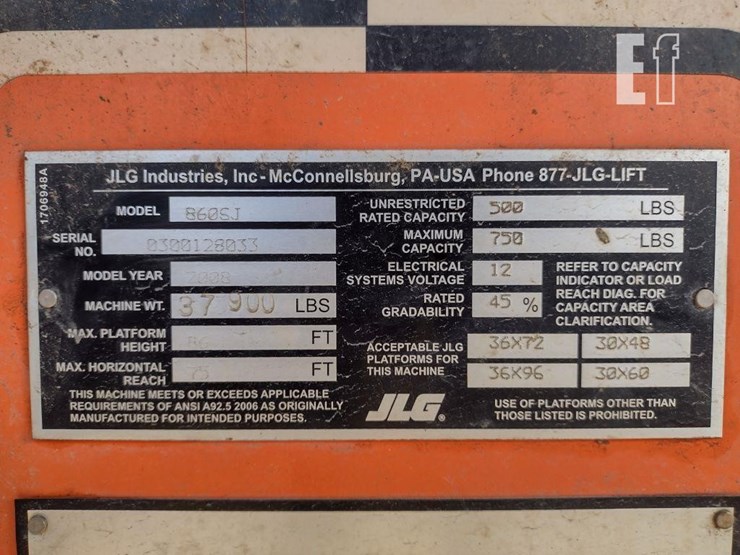 Ef
1706948A
JLG Industries, Inc - McConnellsburg, PA-USA Phone 877-JLG-LIFT
MODEL 860SJ
SERIAL NO. 0300128033
MODEL YEAR 2008
MACHINE WT. 37 900 LBS
MAX. PLATFORM HEIGHT 86 FT
MAX. HORIZONTAL REACH 75 FT
THIS MACHINE MEETS OR EXCEEDS APPLICABLE
REQUIREMENTS OF ANSI A92.5 2006 AS ORIGINALLY
MANUFACTURED FOR INTENDED PURPOSES.
UNRESTRICTED RATED CAPACITY 500 LBS
MAXIMUM CAPACITY 750 LBS
ELECTRICAL SYSTEMS VOLTAGE 12
RATED GRADABILITY 45 %
REFER TO CAPACITY
INDICATOR OR LOAD
REACH DIAG. FOR
CAPACITY AREA
CLARIFICATION.
ACCEPTABLE JLG
PLATFORMS FOR
THIS MACHINE
36X72 30X48
36X96 30X60
JLG®
USE OF PLATFORMS OTHER THAN
THOSE LISTED IS PROHIBITED.